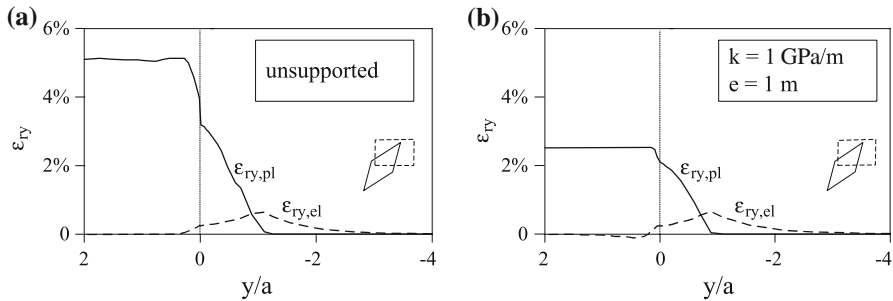 (a)
6%
4%
2%
0
ε_ry
unsupported
ε_ry,pl
ε_ry,el
2
0
-2
-4
y/a
(b)
6%
4%
2%
0
ε_ry
k = 1 GPa/m
e = 1 m
ε_ry,pl
ε_ry,el
2
0
-2
-4
y/a